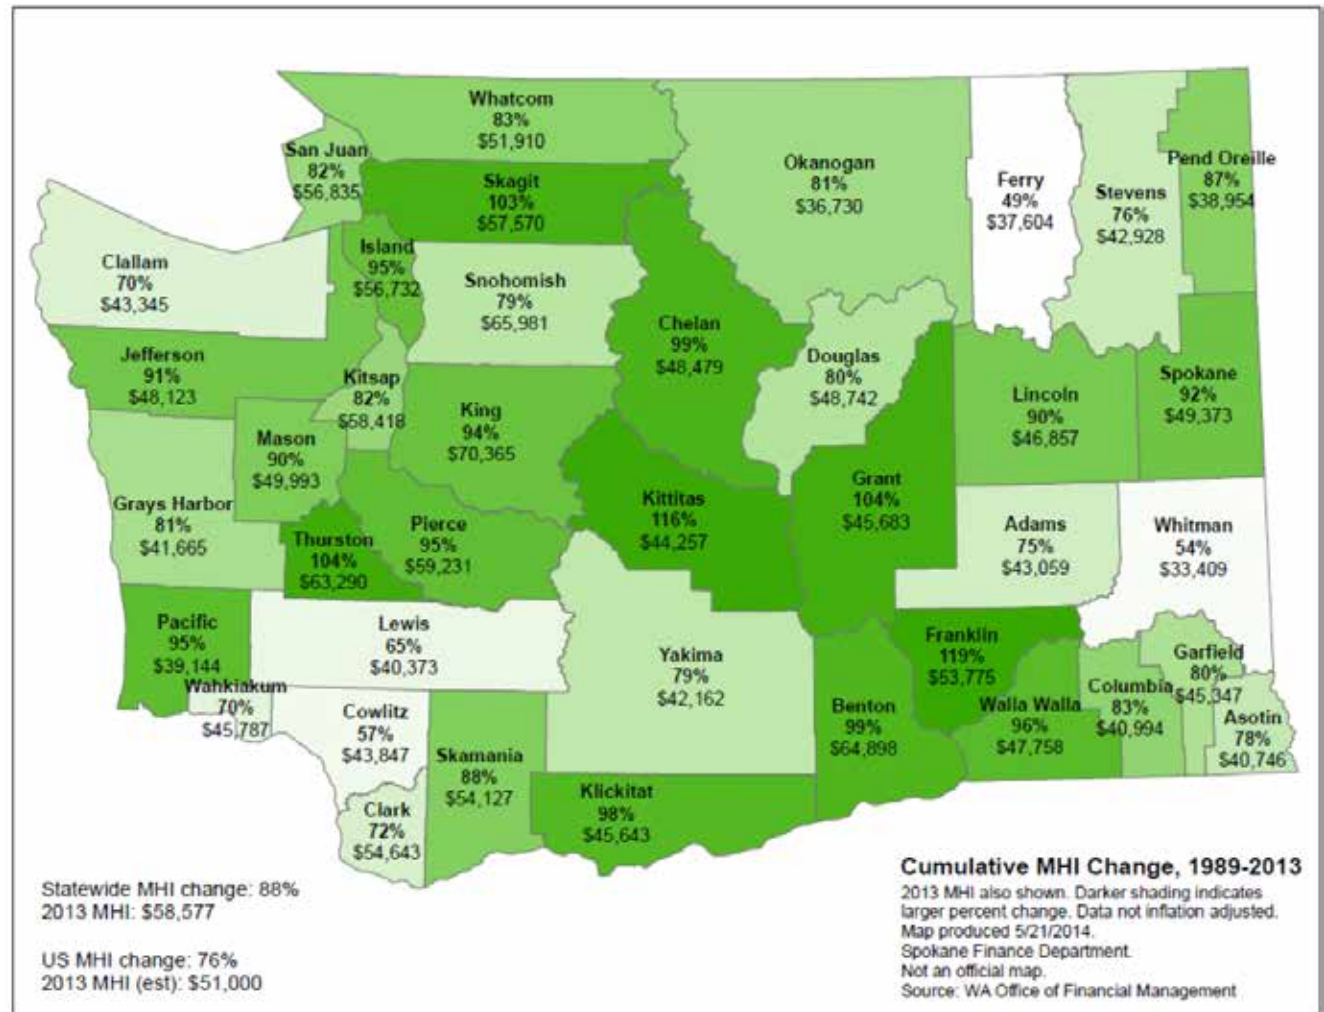 Whatcom
83%
$51,910
San Juan
82%
$56,835
Skagit
103%
$57,570
Okanogan
81%
$36,730
Ferry
49%
$37,604
Stevens
76%
$42,928
Pend Oreille
87%
$38,954
Clallam
70%
$43,345
Island
95%
$56,732
Snohomish
79%
$65,981
Chelan
99%
$48,479
Douglas
80%
$48,742
Jefferson
91%
$48,123
Kitsap
82%
$58,418
King
94%
$70,365
Lincoln
90%
$46,857
Spokane
92%
$49,373
Mason
90%
$49,993
Grays Harbor
81%
$41,665
Thurston
104%
$63,290
Pierce
95%
$59,231
Kittitas
116%
$44,257
Grant
104%
$45,683
Adams
75%
$43,059
Whitman
54%
$33,409
Pacific
95%
$39,144
Lewis
65%
$40,373
Yakima
79%
$42,162
Franklin
119%
$53,775
Garfield
80%
$45,347
Wahkiakum
70%
$45,787
Cowlitz
57%
$43,847
Skamania
88%
$54,127
Benton
99%
$64,898
Walla Walla
96%
$47,758
Columbia
83%
$40,994
Asotin
78%
$40,746
Clark
72%
$54,643
Klickitat
98%
$45,643
Statewide MHI change: 88%
2013 MHI: $58,577
US MHI change: 76%
2013 MHI (est): $51,000
Cumulative MHI Change, 1989-2013
2013 MHI also shown. Darker shading indicates
larger percent change. Data not inflation adjusted.
Map produced 5/21/2014.
Spokane Finance Department.
Not an official map.
Source: WA Office of Financial Management